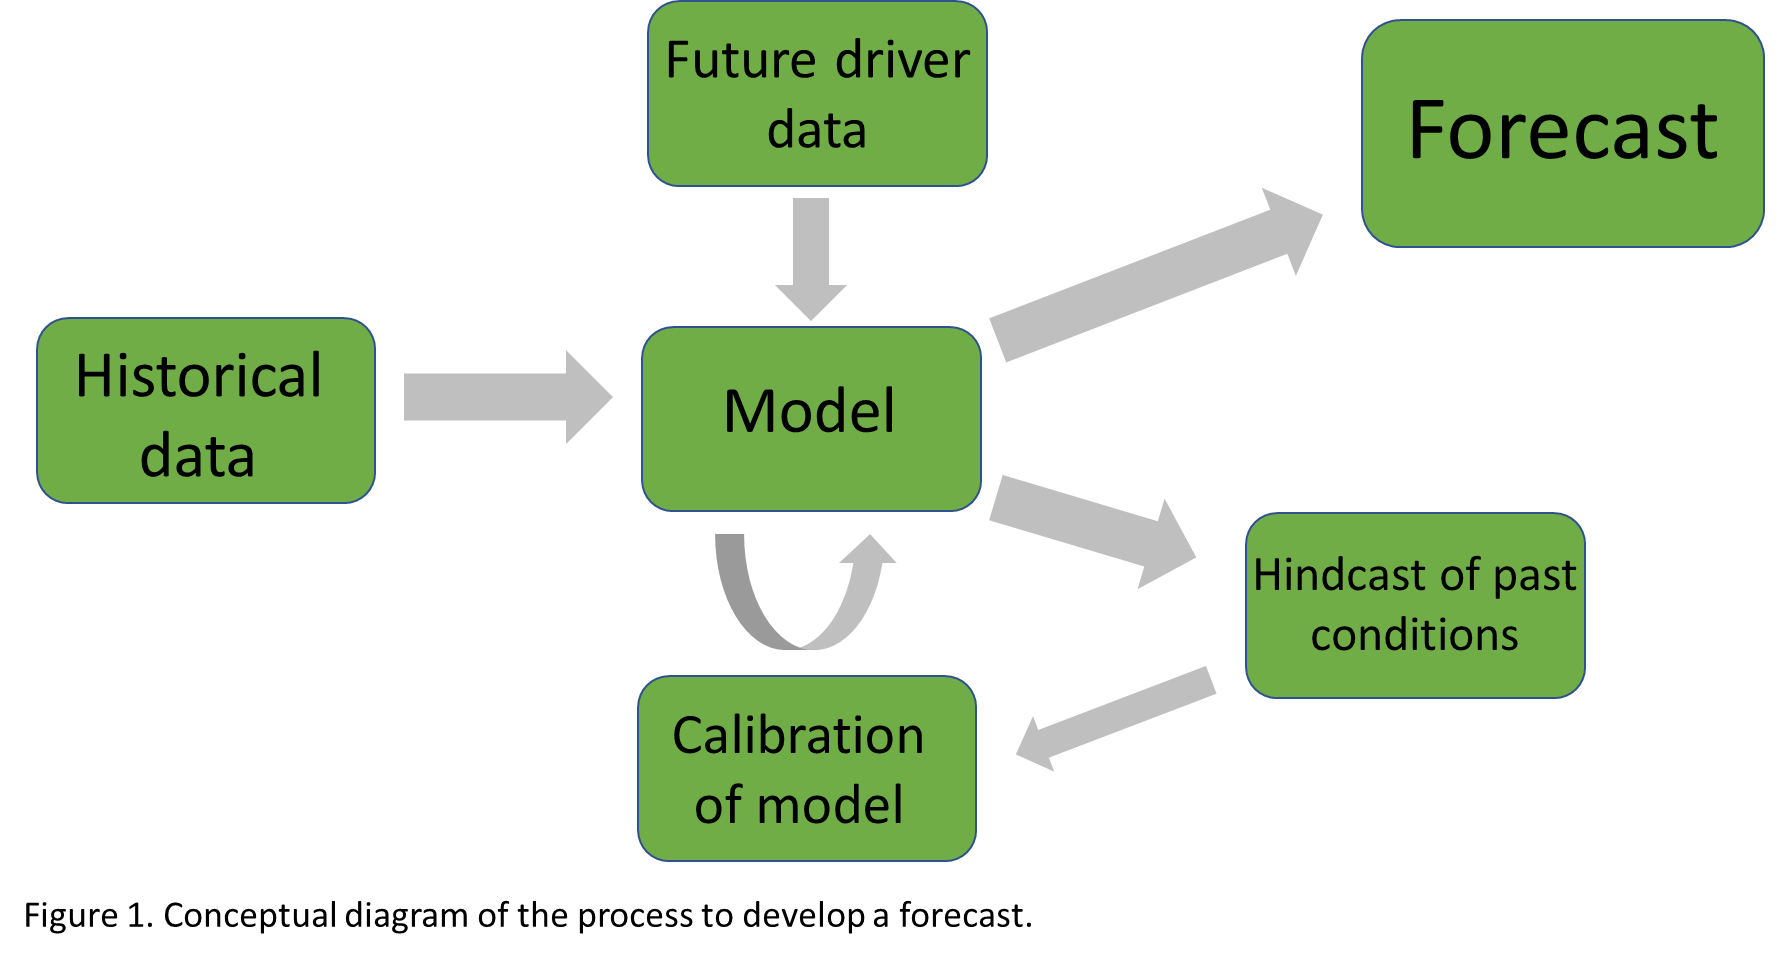 Future driver
data
Forecast
Historical
data
Model
Hindcast of past
conditions
Calibration
of model
Figure 1. Conceptual diagram of the process to develop a forecast.